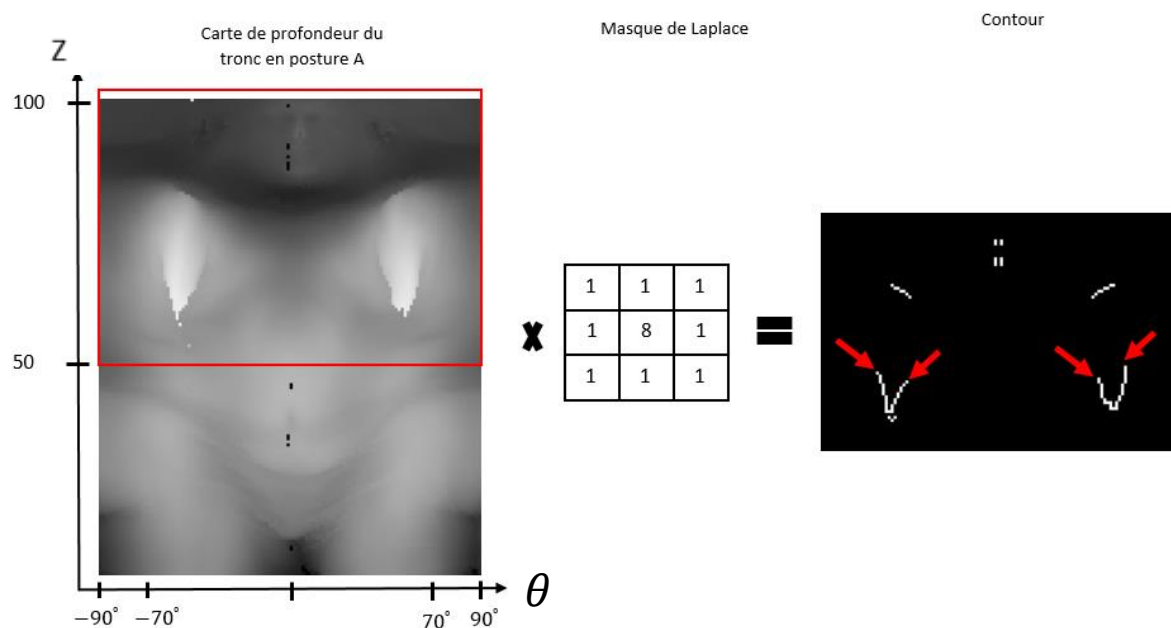 Carte de profondeur du
tronc en posture A
Masque de Laplace
Contour
Z
100
50
1 1 1
1 8 1
1 1 1
−90° −70° 70° 90°
θ